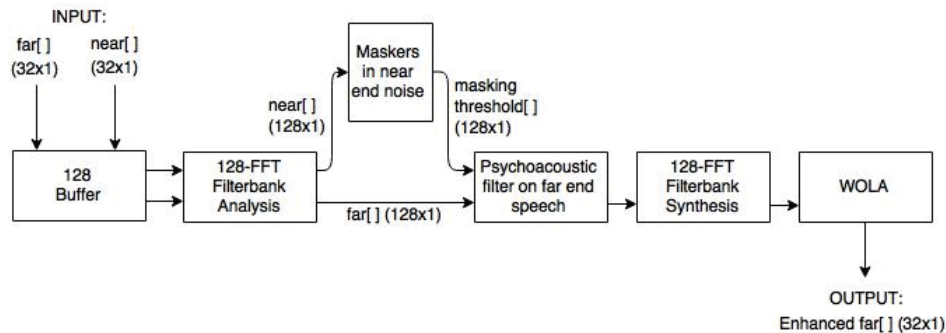 INPUT:
far[ ]
(32x1)
near[ ]
(32x1)
128
Buffer
128-FFT
Filterbank
Analysis
near[ ]
(128x1)
Maskers
in near
end noise
masking
threshold[ ]
(128x1)
far[ ] (128x1)
Psychoacoustic
filter on far end
speech
128-FFT
Filterbank
Synthesis
WOLA
OUTPUT:
Enhanced far[ ] (32x1)